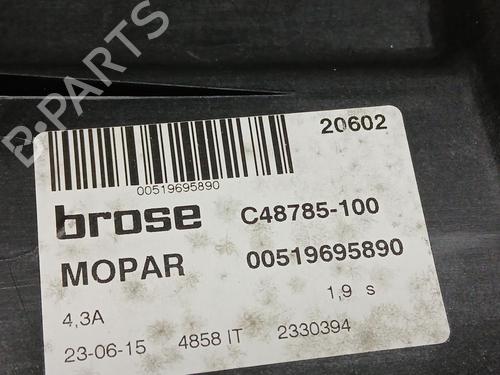 B-PARTS
20602
00519695890
brose C48785-100
MOPAR 00519695890
4,3A 1,9 s
23-06-15 4858 IT 2330394